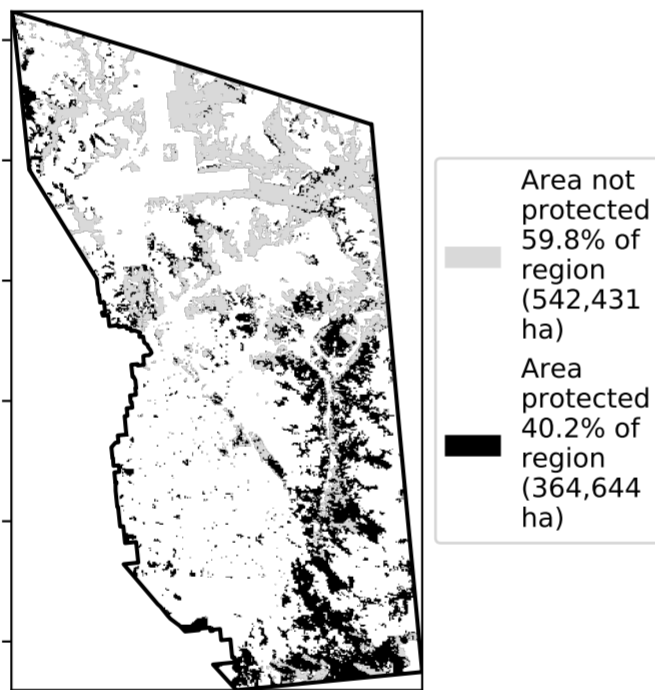 Area not
protected
59.8% of
region
(542,431
ha)
Area
protected
40.2% of
region
(364,644
ha)